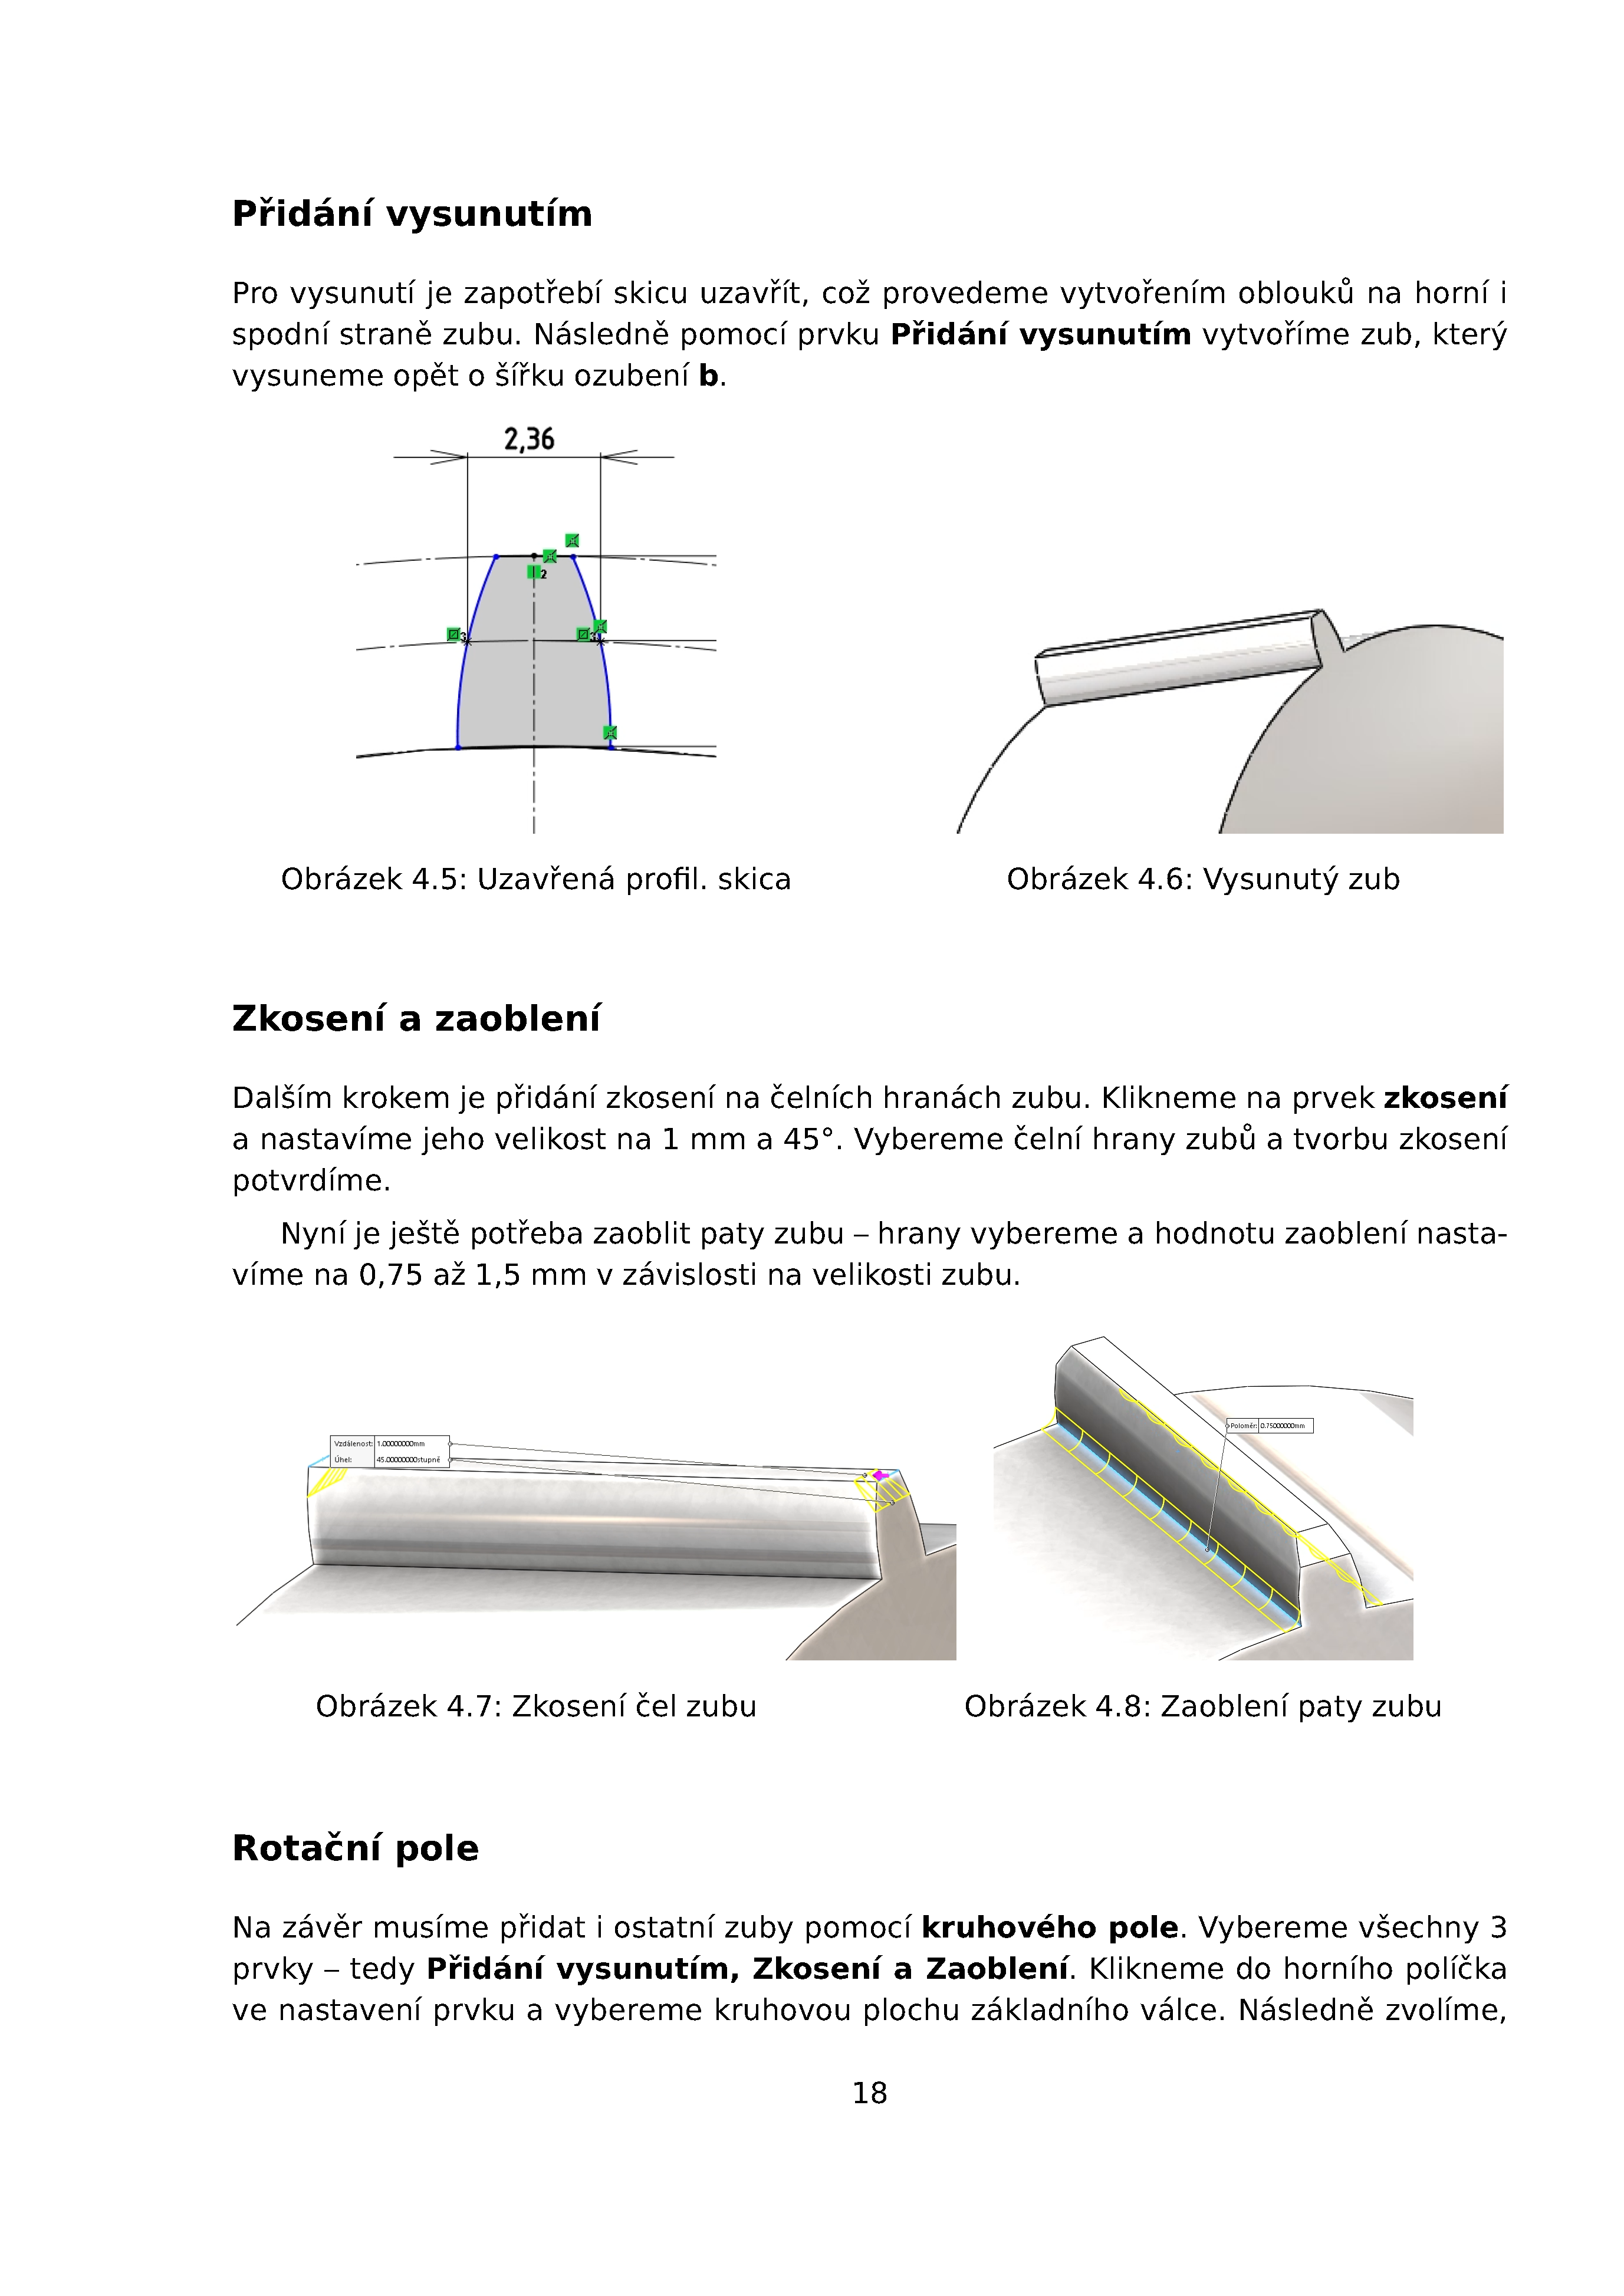 Přidání vysunutím
Pro vysunutí je zapotřebí skicu uzavřít, což provedeme vytvořením oblouků na horní i
spodní straně zubu. Následně pomocí prvku Přidání vysunutím vytvoříme zub, který
vysuneme opět o šířku ozubení b.
2,36
2
3
3
Obrázek 4.5: Uzavřená profil. skica
Obrázek 4.6: Vysunutý zub
Zkosení a zaoblení
Dalším krokem je přidání zkosení na čelních hranách zubu. Klikneme na prvek zkosení
a nastavíme jeho velikost na 1 mm a 45°. Vybereme čelní hrany zubů a tvorbu zkosení
potvrdíme.
Nyní je ještě potřeba zaoblit paty zubu – hrany vybereme a hodnotu zaoblení nasta-
víme na 0,75 až 1,5 mm v závislosti na velikosti zubu.
Vzdálenost: 1.00000000mm
Úhel: 45.00000000stupně
Poloměr: 0.75000000mm
Obrázek 4.7: Zkosení čel zubu
Obrázek 4.8: Zaoblení paty zubu
Rotační pole
Na závěr musíme přidat i ostatní zuby pomocí kruhového pole. Vybereme všechny 3
prvky – tedy Přidání vysunutím, Zkosení a Zaoblení. Klikneme do horního políčka
ve nastavení prvku a vybereme kruhovou plochu základního válce. Následně zvolíme,
18